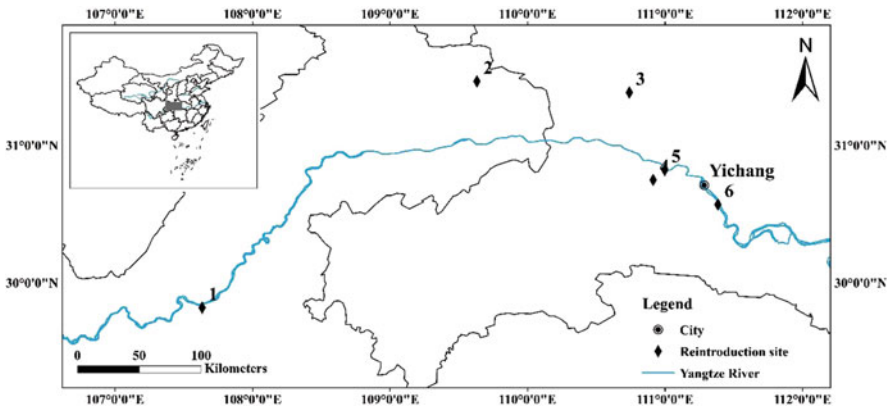 107°0'0"E 108°0'0"E 109°0'0"E 110°0'0"E 111°0'0"E 112°0'0"E
N
2
3
31°0'0"N 31°0'0"N
5
4
Yichang
6
30°0'0"N 30°0'0"N
1
Legend
City
Reintroduction site
Yangtze River
0 50 100
Kilometers
107°0'0"E 108°0'0"E 109°0'0"E 110°0'0"E 111°0'0"E 112°0'0"E